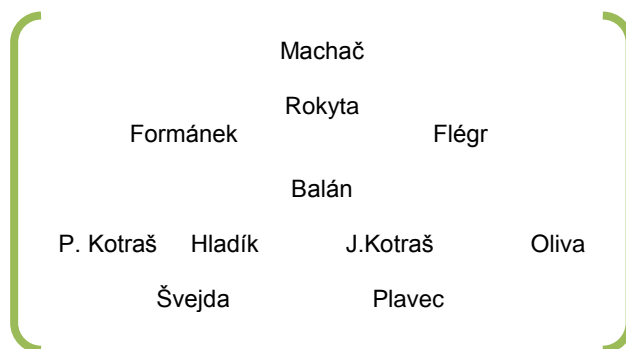 Machač
Rokyta
Formánek Flégr
Balán
P. Kotraš Hladík J.Kotraš Oliva
Švejda Plavec